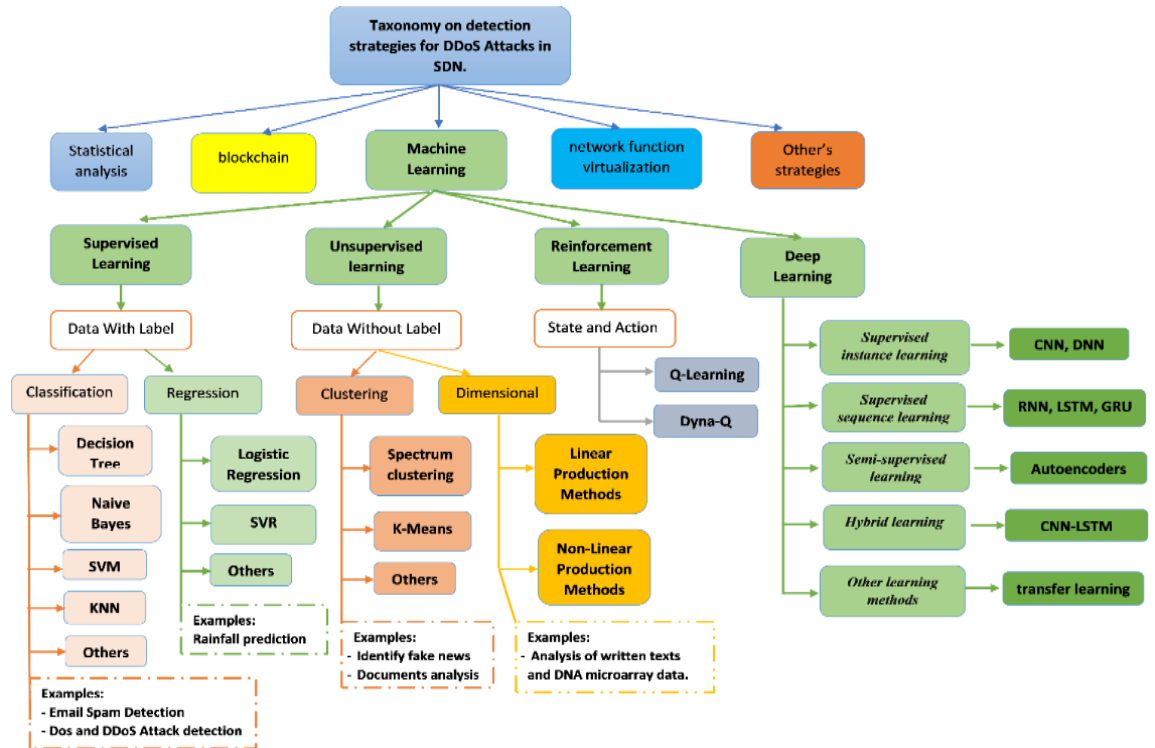 Taxonomy on detection
strategies for DDoS Attacks in
SDN.
Statistical
analysis
blockchain
Machine
Learning
network function
virtualization
Other's
strategies
Supervised
Learning
Unsupervised
learning
Reinforcement
Learning
Deep
Learning
Data With Label
Data Without Label
State and Action
Classification
Regression
Clustering
Dimensional
Decision
Tree
Naive
Bayes
SVM
KNN
Others
Examples:
- Email Spam Detection
- Dos and DDoS Attack detection
Logistic
Regression
SVR
Others
Examples:
Rainfall prediction
Spectrum
clustering
K-Means
Others
Examples:
- Identify fake news
- Documents analysis
Linear
Production
Methods
Non-Linear
Production
Methods
Examples:
- Analysis of written texts
and DNA microarray data.
Q-Learning
Dyna-Q
Supervised
instance learning
CNN, DNN
Supervised
sequence learning
RNN, LSTM, GRU
Semi-supervised
learning
Autoencoders
Hybrid learning
CNN-LSTM
Other learning
methods
transfer learning